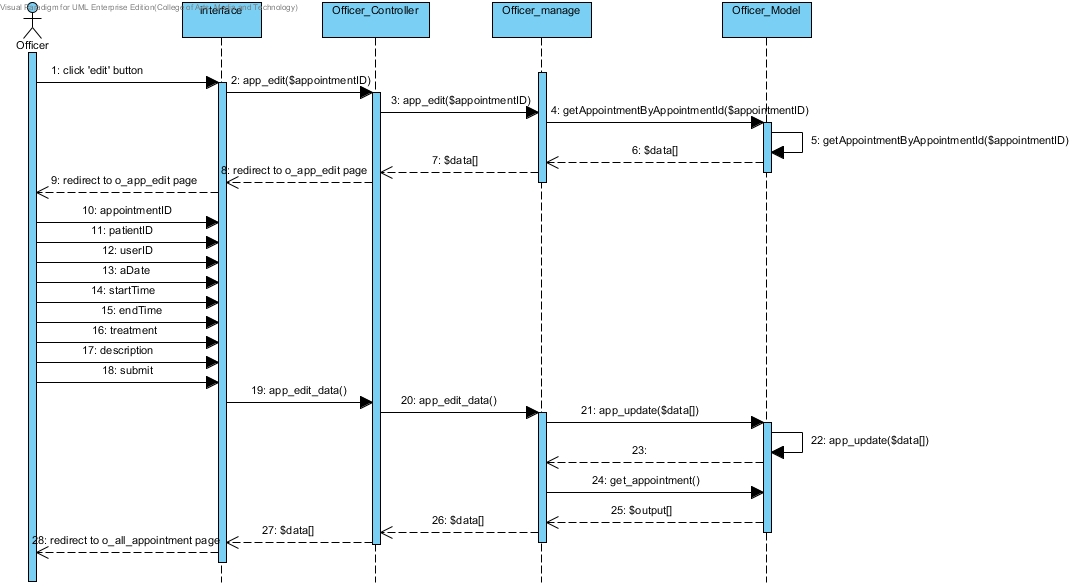 Visual Paradigm for UML Enterprise Edition(College of Arts, Media and Technology)
interface
Officer_Controller
Officer_manage
Officer_Model
Officer
1: click 'edit' button
2: app_edit($appointmentID)
3: app_edit($appointmentID)
4: getAppointmentByAppointmentId($appointmentID)
5: getAppointmentByAppointmentId($appointmentID)
6: $data[]
7: $data[]
8: redirect to o_app_edit page
9: redirect to o_app_edit page
10: appointmentID
11: patientID
12: userID
13: aDate
14: startTime
15: endTime
16: treatment
17: description
18: submit
19: app_edit_data()
20: app_edit_data()
21: app_update($data[])
22: app_update($data[])
23:
24: get_appointment()
25: $output[]
26: $data[]
27: $data[]
28: redirect to o_all_appointment page